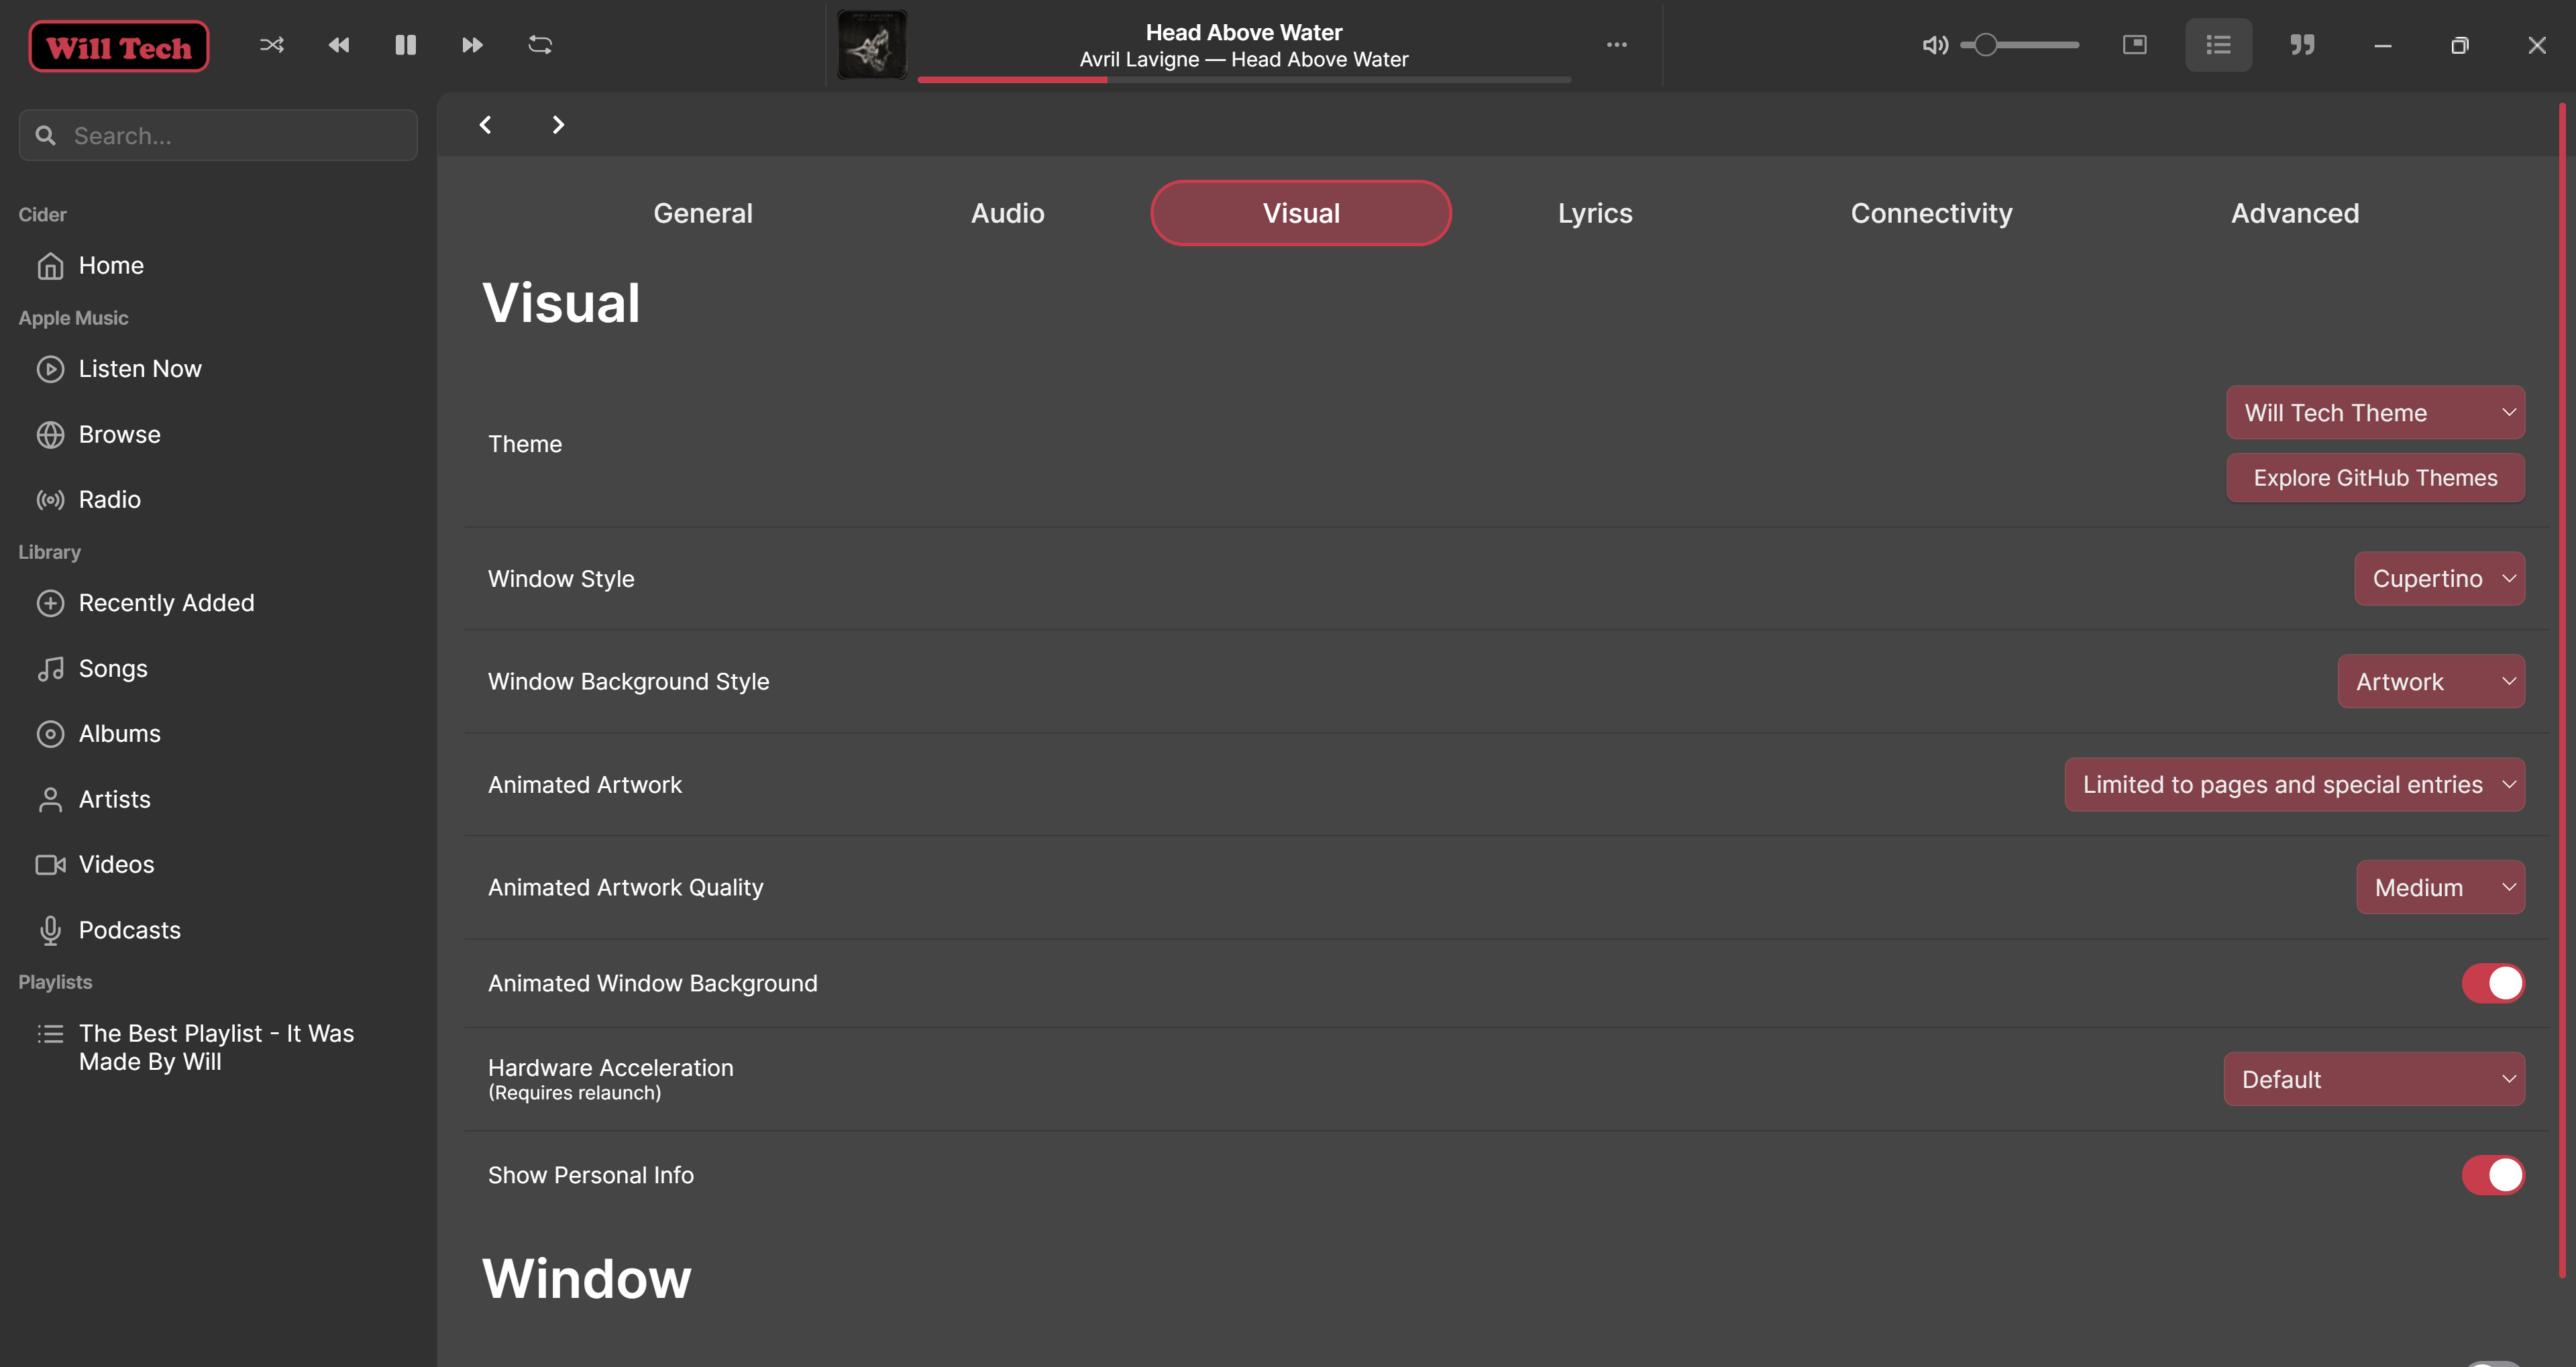 Will Tech
Head Above Water
Avril Lavigne — Head Above Water
Search...
Cider
Home
Apple Music
Listen Now
Browse
Radio
Library
Recently Added
Songs
Albums
Artists
Videos
Podcasts
Playlists
The Best Playlist - It Was
Made By Will
General
Audio
Visual
Lyrics
Connectivity
Advanced
Visual
Theme
Will Tech Theme
Explore GitHub Themes
Window Style
Cupertino
Window Background Style
Artwork
Animated Artwork
Limited to pages and special entries
Animated Artwork Quality
Medium
Animated Window Background
Hardware Acceleration
(Requires relaunch)
Default
Show Personal Info
Window